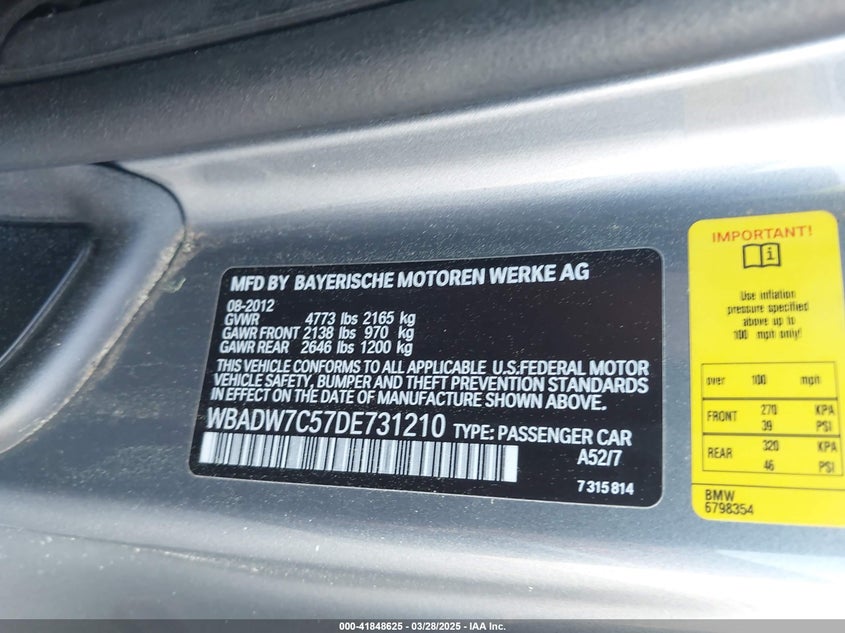 MFD BY BAYERISCHE MOTOREN WERKE AG
08-2012
GVWR 4773 lbs 2165 kg
GAWR FRONT 2138 lbs 970 kg
GAWR REAR 2646 lbs 1200 kg
THIS VEHICLE CONFORMS TO ALL APPLICABLE U.S.FEDERAL MOTOR
VEHICLE SAFETY, BUMPER AND THEFT PREVENTION STANDARDS
IN EFFECT ON THE DATE OF MANUFACTURE SHOWN ABOVE.
WBADW7C57DE731210 TYPE: PASSENGER CAR
A52/7
7 315 814
IMPORTANT!
Use inflation
pressure specified
above up to
100 mph only!
over 100 mph
FRONT 270 KPA
39 PSI
REAR 320 KPA
46 PSI
BMW
6798354
000-41848625 - 03/28/2025 - IAA Inc.